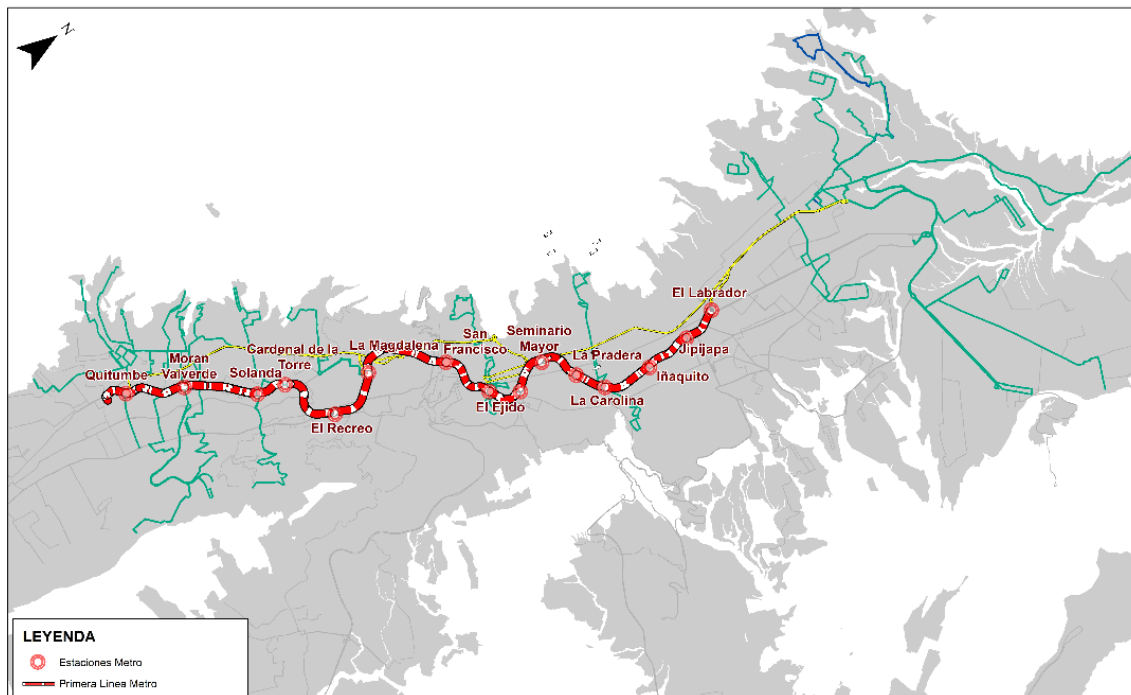 N
El Labrador
Jipijapa
Iñaquito
La Carolina
La Pradera
Seminario
Mayor
El Ejido
San
Francisco
La Magdalena
El Recreo
Cardenal de la
Torre
Solanda
Moran
Valverde
Quitumbe
LEYENDA
Estaciones Metro
Primera Linea Metro